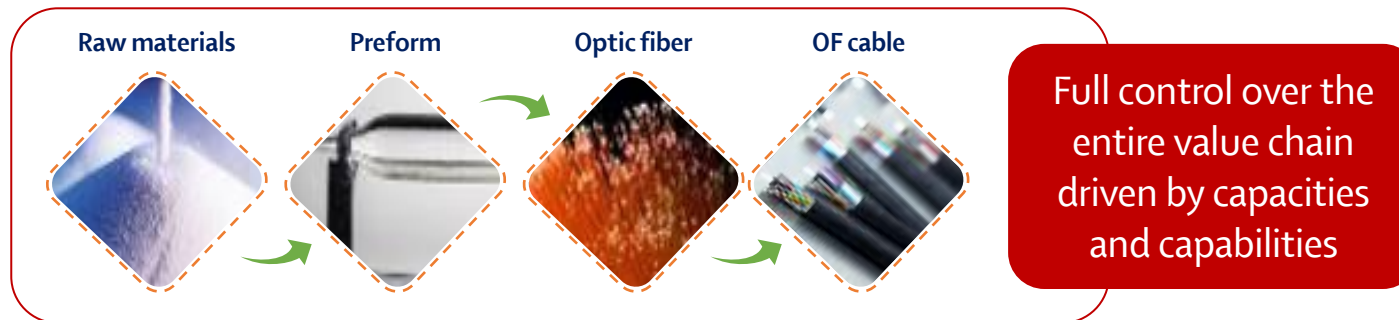 Raw materials
Preform
Optic fiber
OF cable
Full control over the
entire value chain
driven by capacities
and capabilities